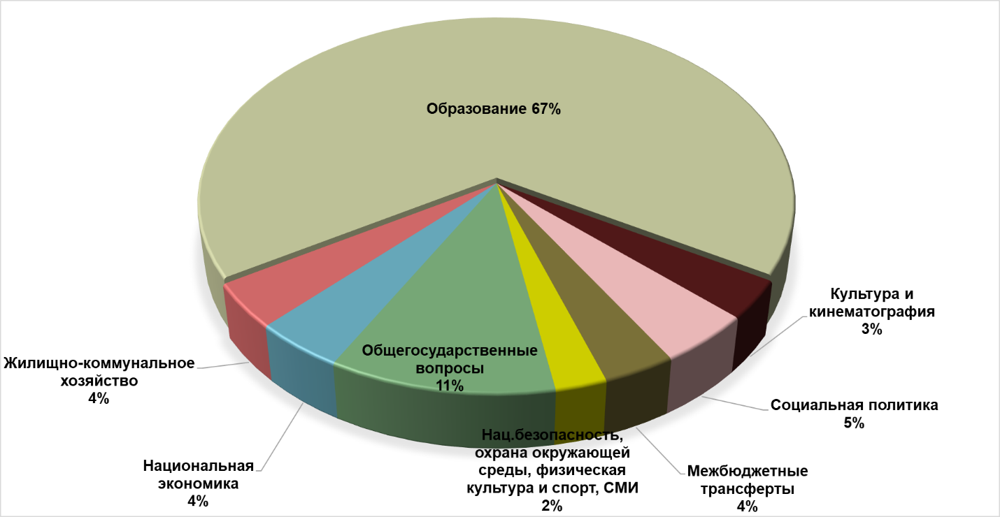 Образование 67%
Культура и
кинематография
3%
Общегосударственные
вопросы
11%
Жилищно-коммунальное
хозяйство
4%
Социальная политика
5%
Нац.безопасность,
охрана окружающей
среды, физическая
культура и спорт, СМИ
2%
Национальная
экономика
4%
Межбюджетные
трансферты
4%